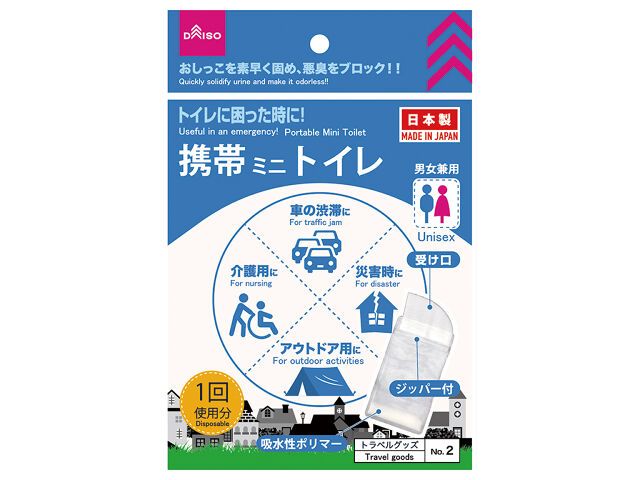 DAISO
おしっこを素早く固め、悪臭をブロック！！
Quickly solidify urine and make it odorless!!
トイレに困った時に！
Useful in an emergency! Portable Mini Toilet
日本製
MADE IN JAPAN
携帯ミニトイレ
男女兼用
Unisex
車の渋滞に
For traffic jam
受け口
介護用に
For nursing
災害時に
For disaster
アウトドア用に
For outdoor activities
ジッパー付
1回
使用分
Disposable
吸水性ポリマー
トラベルグッズ
Travel goods
No.2